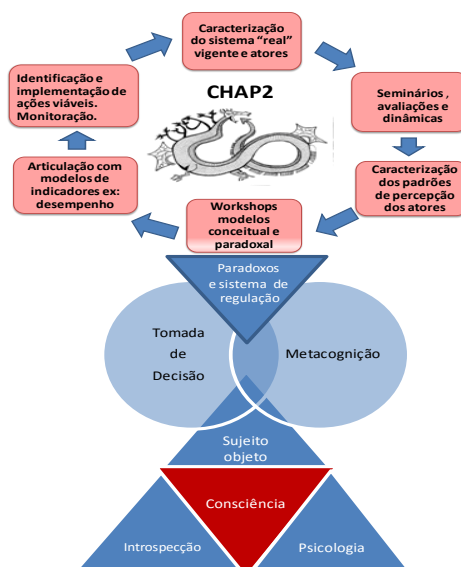 Caracterização
do sistema “real”
vigente e atores
Identificação e
implementação de
ações viáveis.
Monitoração.
CHAP2
Seminários ,
avaliações e
dinâmicas
Articulação com
modelos de
indicadores ex:
desempenho
Caracterização
dos padrões
de percepção
dos atores
Workshops
modelos
conceitual e
paradoxal
Paradoxos
e sistema de
regulação
Tomada
de
Decisão
Metacognição
Sujeito
objeto
Consciência
Introspecção
Psicologia